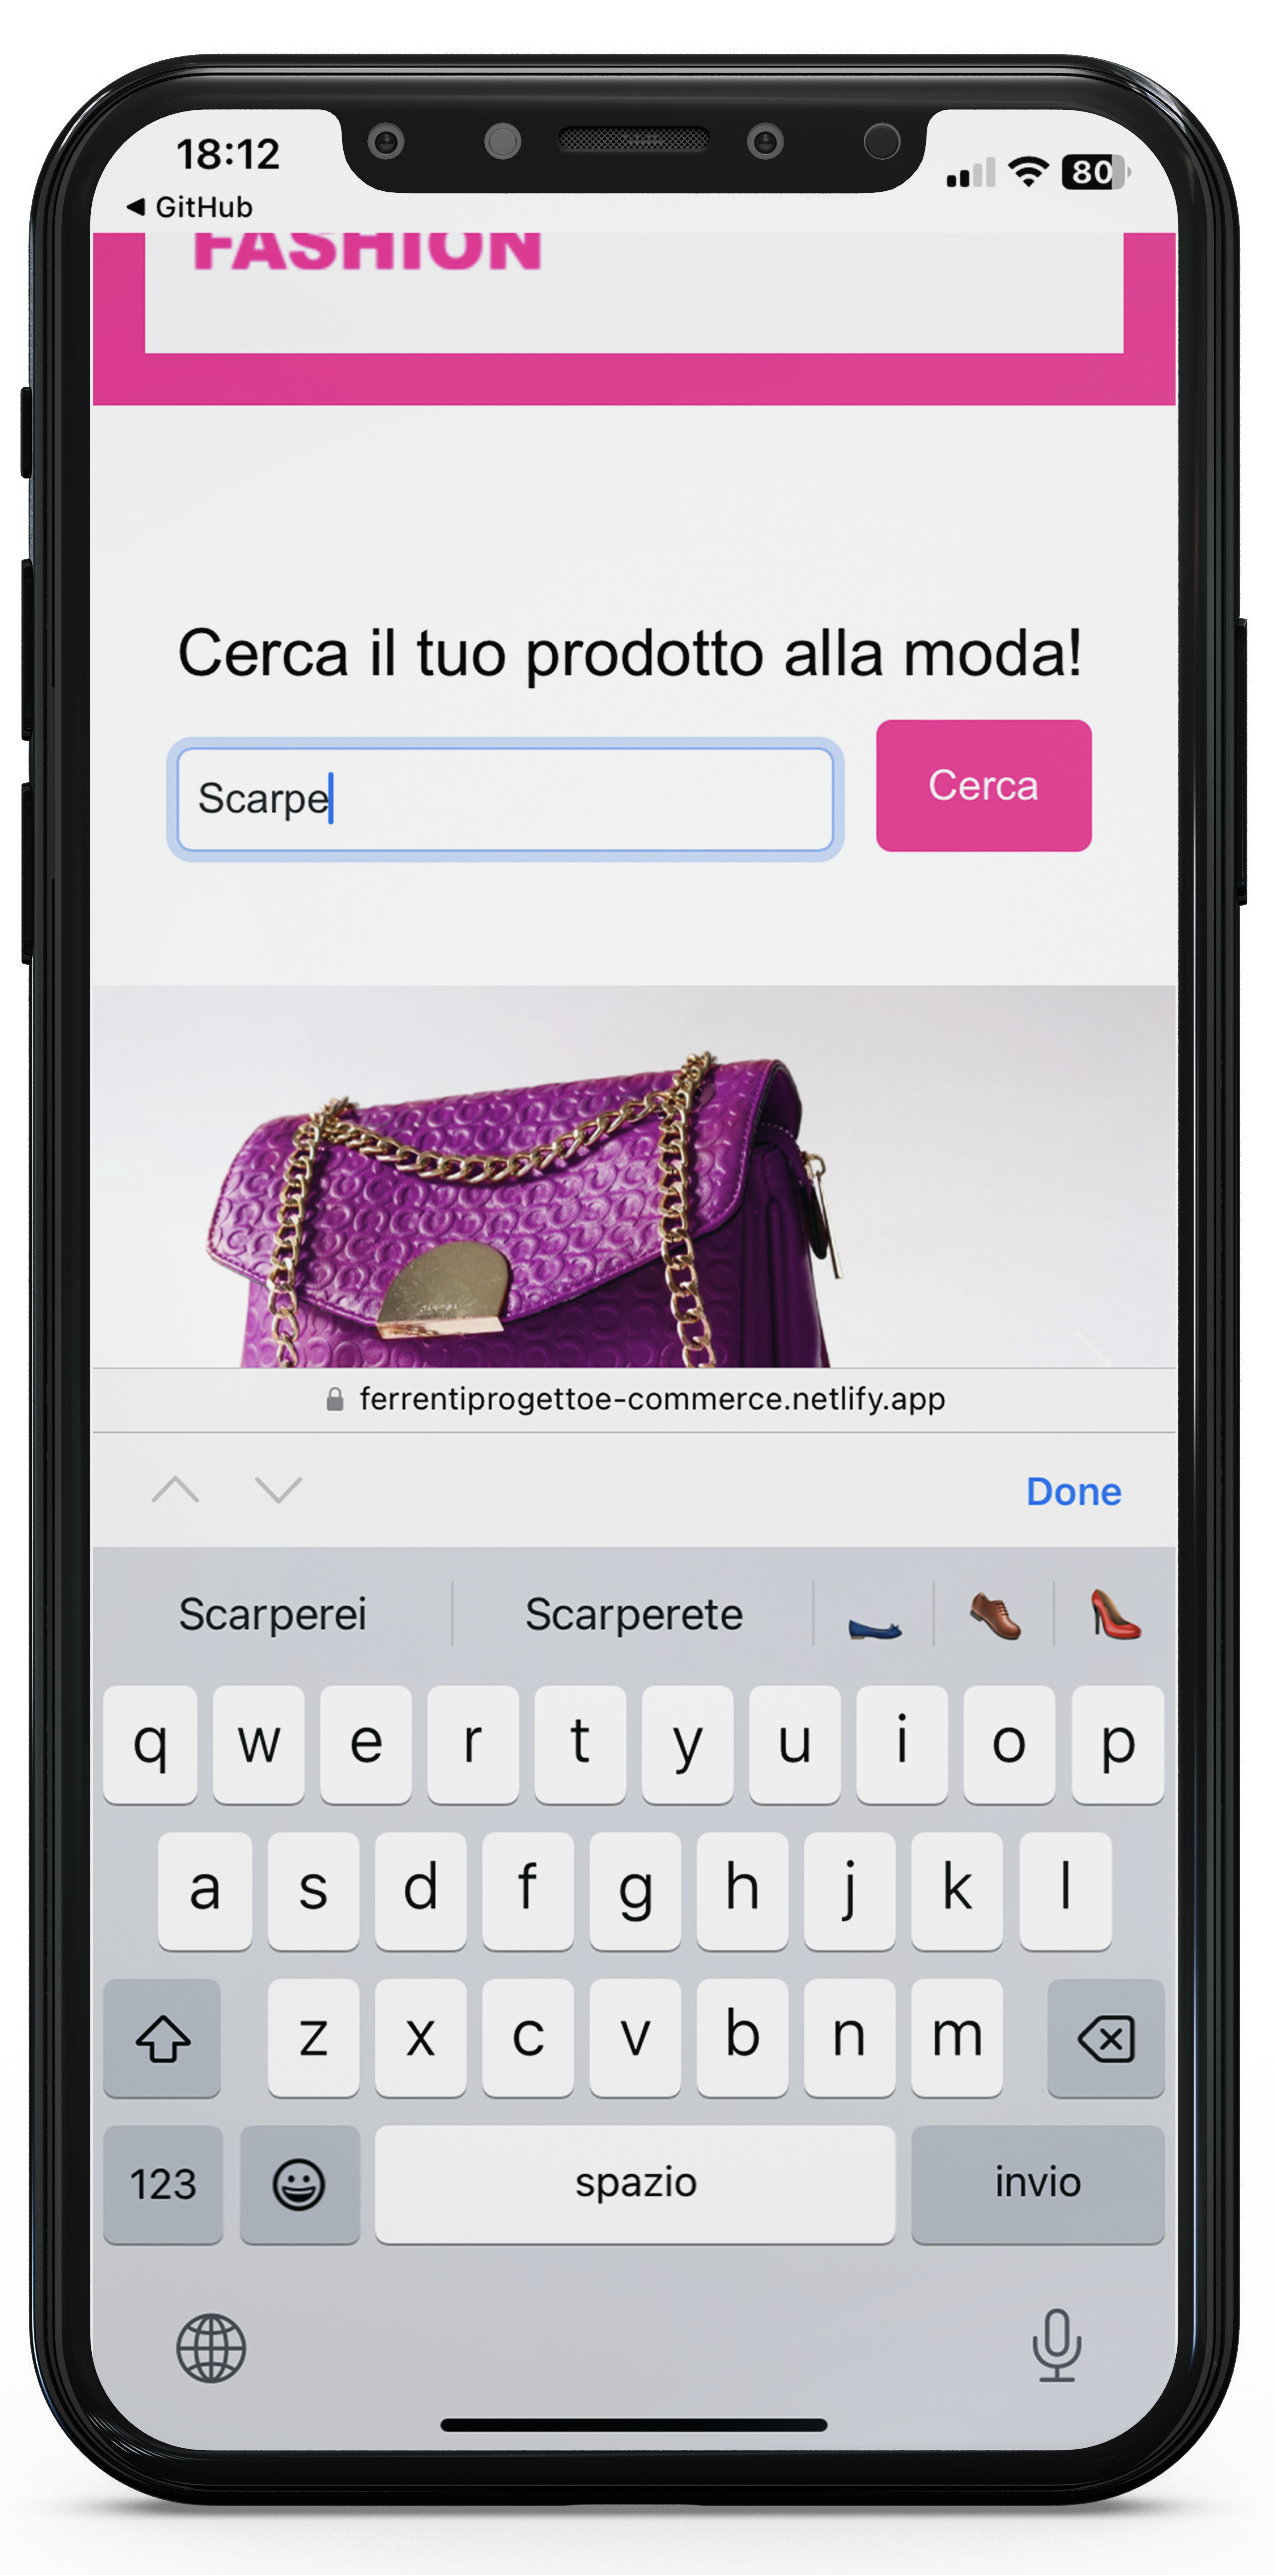 18:12
80
GitHub
FASHION
Cerca il tuo prodotto alla moda!
Scarpe
Cerca
ferrentiprogettoe-commerce.netlify.app
Done
Scarperei
Scarperete
q w e r t y u i o p
a s d f g h j k l
z x c v b n m
123
spazio
invio